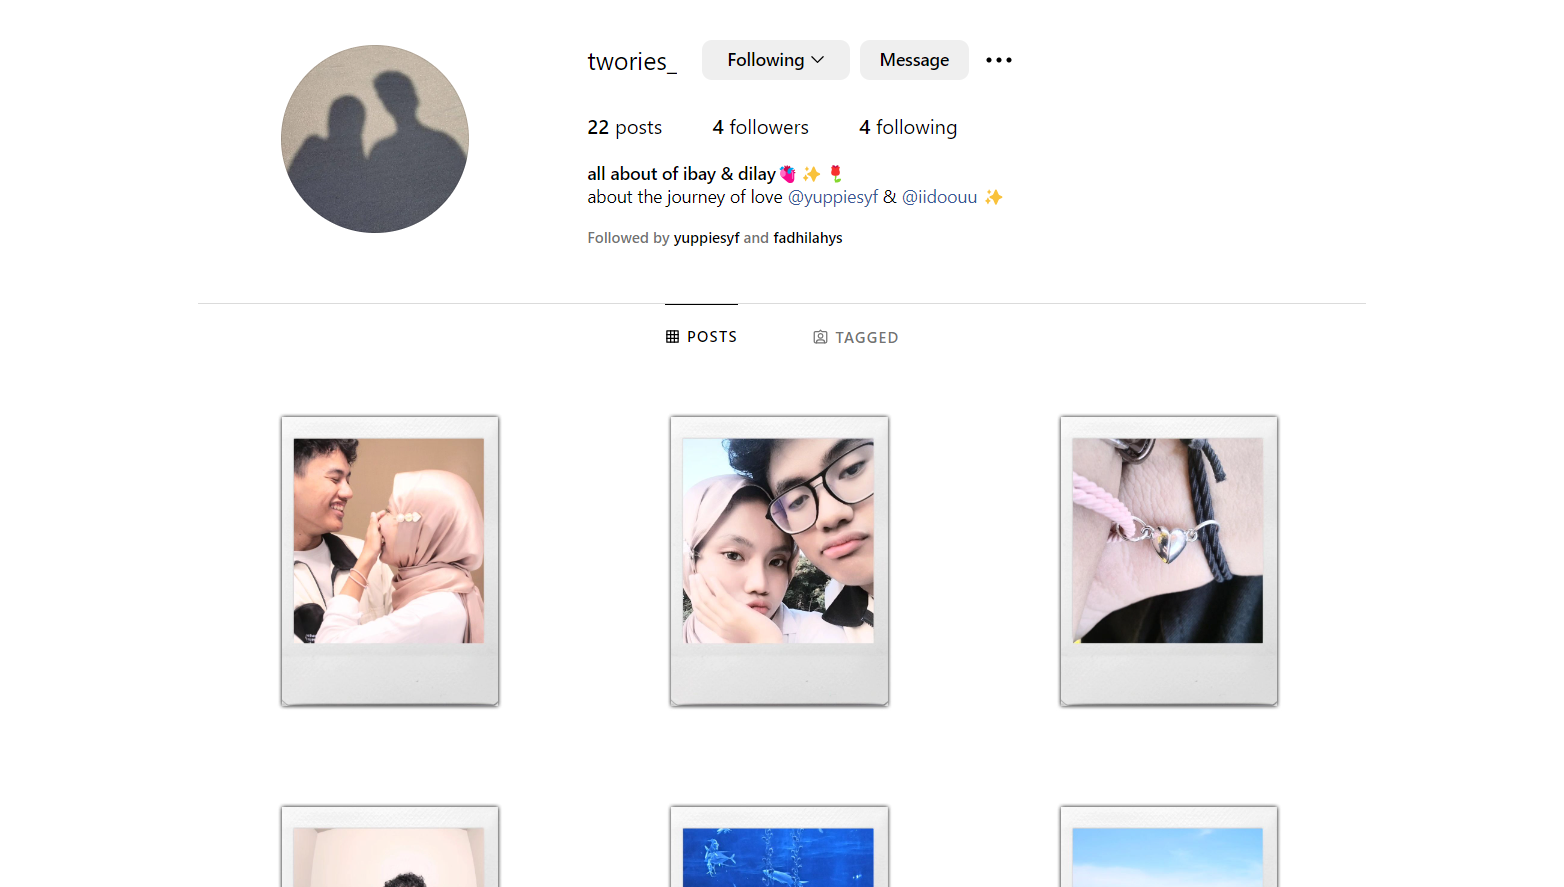 twories_ Following Message
22 posts 4 followers 4 following
all about of ibay & dilay💘✨🌷
about the journey of love @yuppiesyf & @iidoouu ✨
Followed by yuppiesyf and fadhilahys
POSTS TAGGED